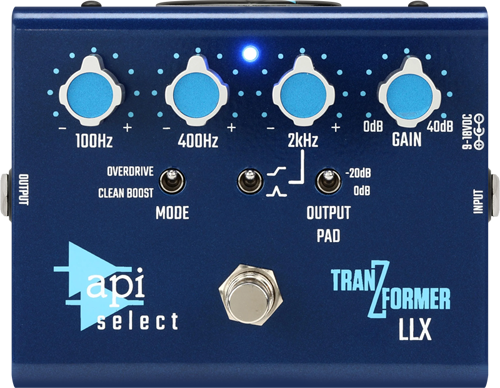 - +
100Hz
- +
400Hz
- +
2kHz
0dB 40dB
GAIN
9-18VDC
OVERDRIVE
CLEAN BOOST
MODE
-20dB
0dB
OUTPUT
PAD
OUTPUT
INPUT
api
select
TRANZFORMER
LLX